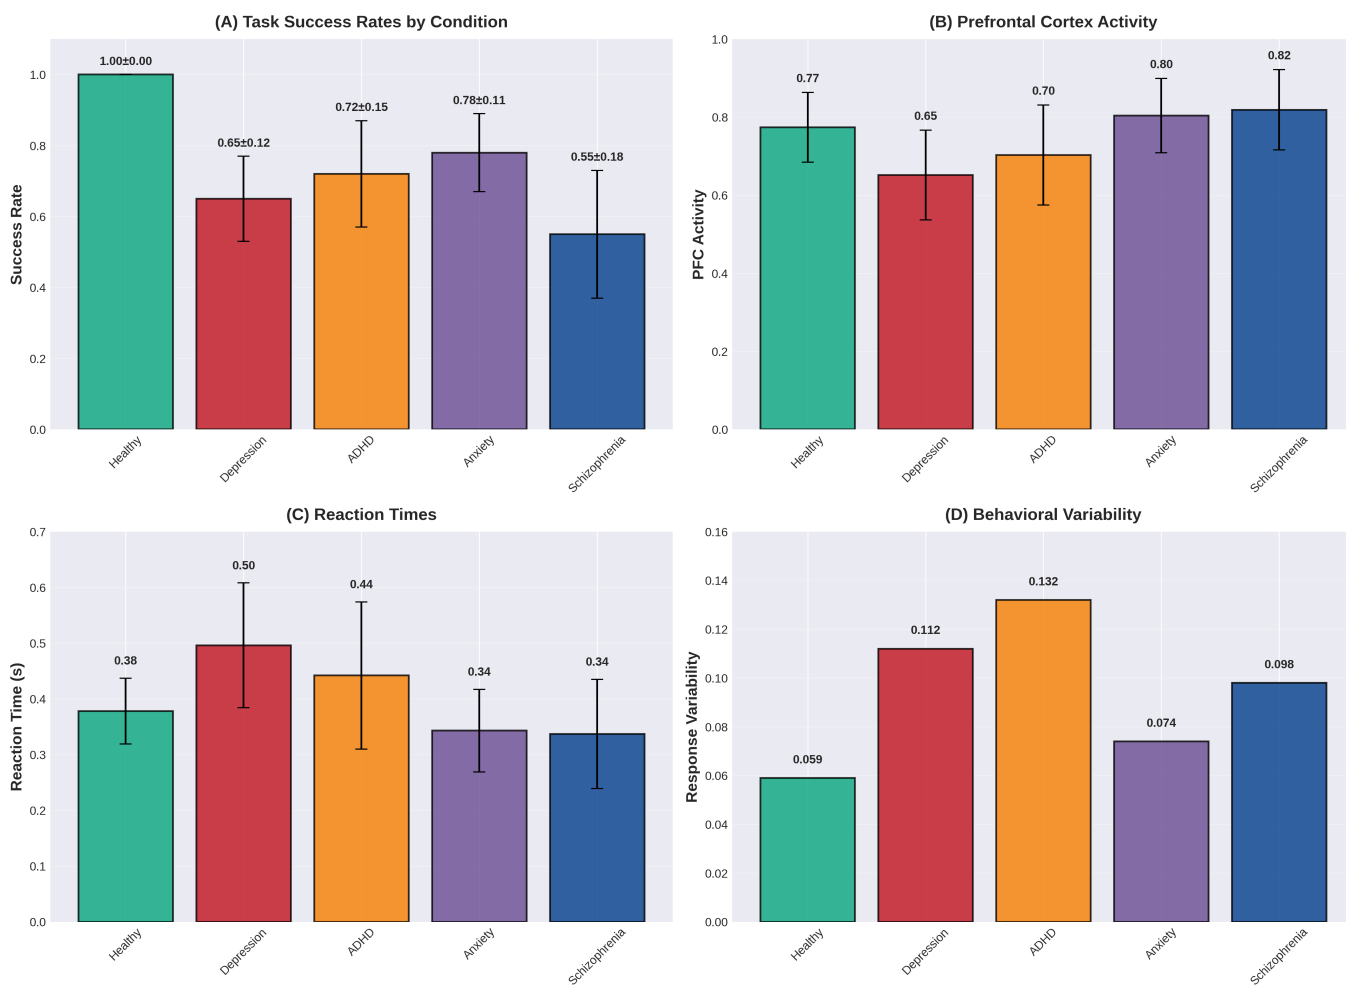 (A) Task Success Rates by Condition
Success Rate
1.0
0.8
0.6
0.4
0.2
0.0
1.00±0.00
0.65±0.12
0.72±0.15
0.78±0.11
0.55±0.18
Healthy
Depression
ADHD
Anxiety
Schizophrenia
(B) Prefrontal Cortex Activity
PFC Activity
1.0
0.8
0.6
0.4
0.2
0.0
0.77
0.65
0.70
0.80
0.82
Healthy
Depression
ADHD
Anxiety
Schizophrenia
(C) Reaction Times
Reaction Time (s)
0.7
0.6
0.5
0.4
0.3
0.2
0.1
0.0
0.38
0.50
0.44
0.34
0.34
Healthy
Depression
ADHD
Anxiety
Schizophrenia
(D) Behavioral Variability
Response Variability
0.16
0.14
0.12
0.10
0.08
0.06
0.04
0.02
0.00
0.059
0.112
0.132
0.074
0.098
Healthy
Depression
ADHD
Anxiety
Schizophrenia